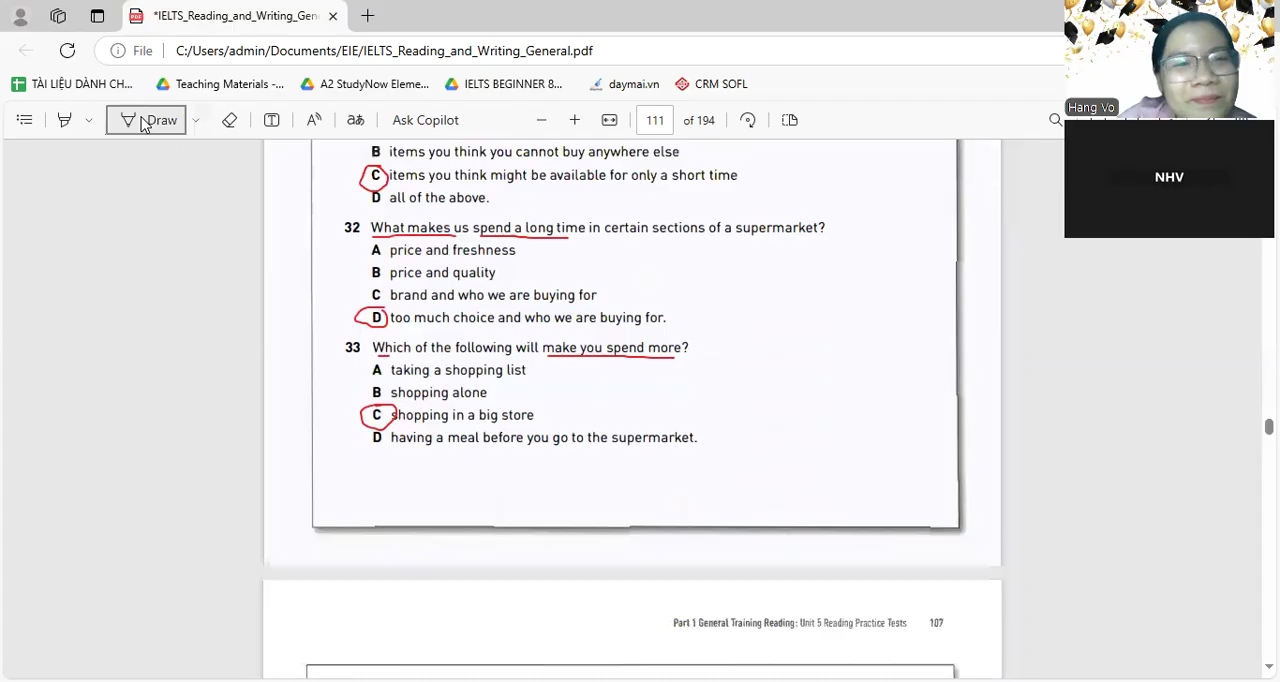 *IELTS_Reading_and_Writing_Gen
File C:/Users/admin/Documents/EIE/IELTS_Reading_and_Writing_General.pdf
TÀI LIỆU DÀNH CH... Teaching Materials -... A2 StudyNow Eleme... IELTS BEGINNER 8... daymai.vn CRM SOFL
Draw Ask Copilot 111 of 194
Hang Vo
NHV
B items you think you cannot buy anywhere else
C items you think might be available for only a short time
D all of the above.
32 What makes us spend a long time in certain sections of a supermarket?
A price and freshness
B price and quality
C brand and who we are buying for
D too much choice and who we are buying for.
33 Which of the following will make you spend more?
A taking a shopping list
B shopping alone
C shopping in a big store
D having a meal before you go to the supermarket.
Part 1 General Training Reading: Unit 5 Reading Practice Tests 107